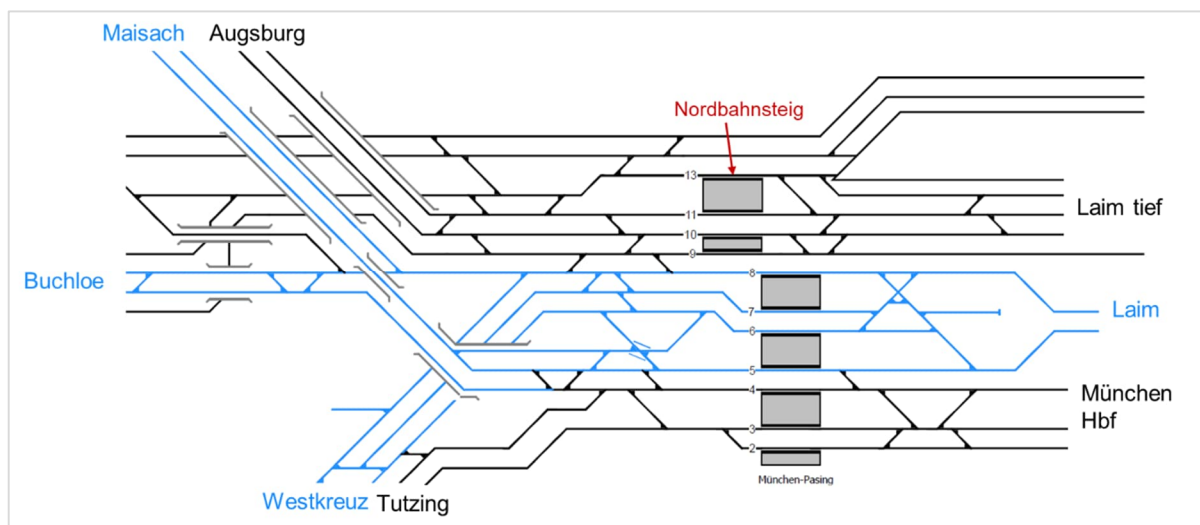 Maisach Augsburg
Nordbahnsteig
13
11
Laim tief
10
9
Buchloe
8
7
Laim
6
5
4
München
Hbf
3
2
München-Pasing
Westkreuz Tutzing